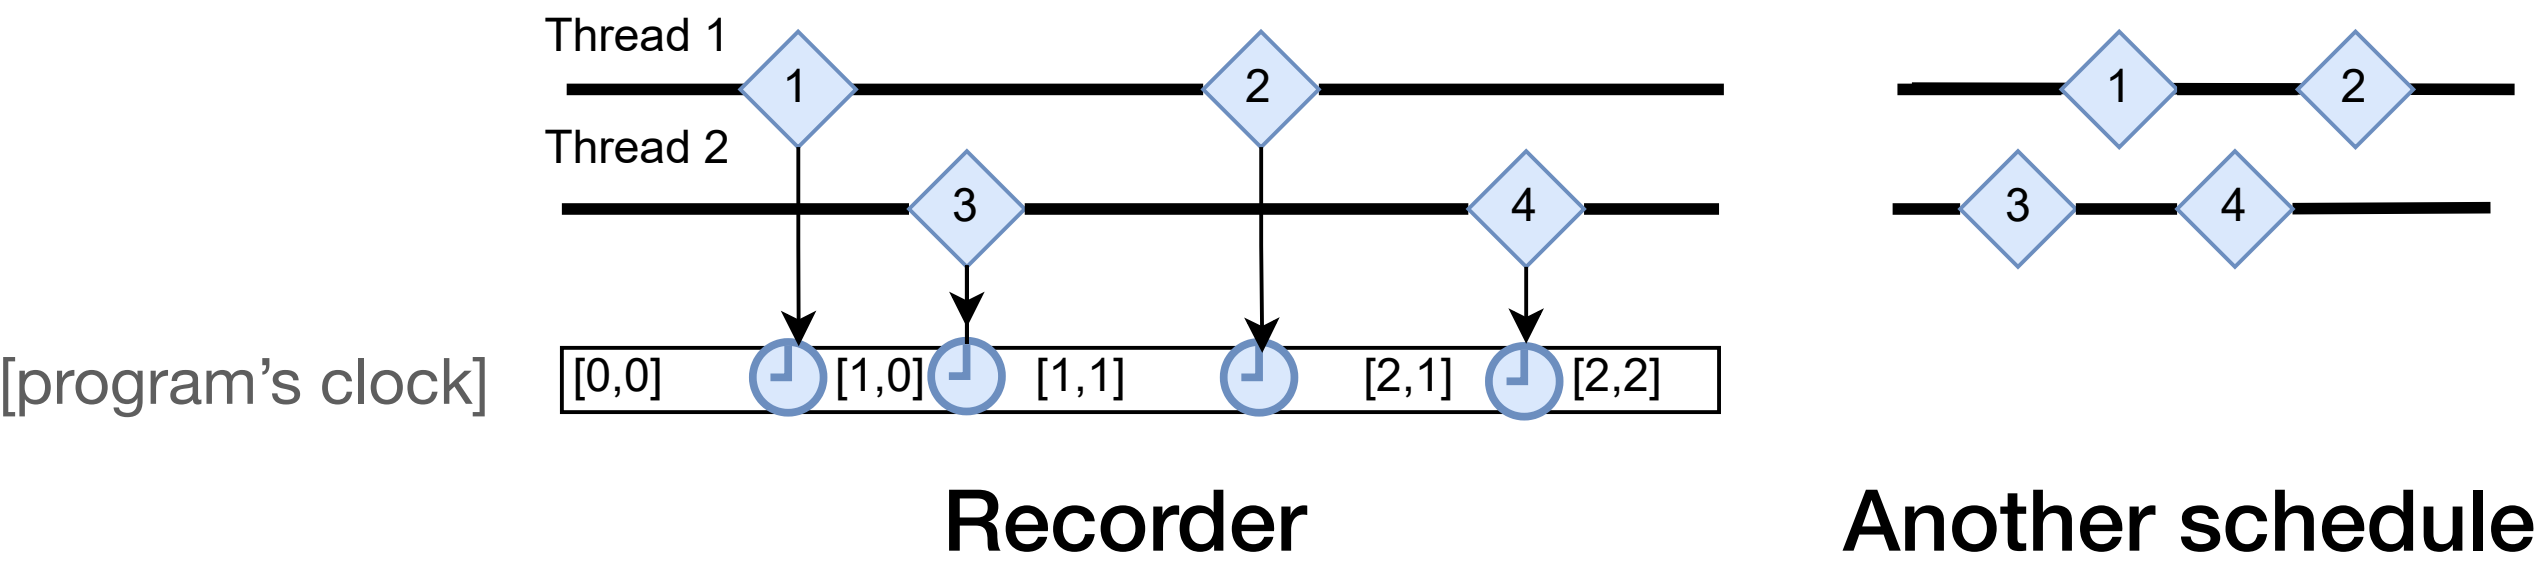 Thread 1
1
2
1
2
Thread 2
3
4
3
4
[program's clock]
[0,0] [1,0] [1,1] [2,1] [2,2]
Recorder
Another schedule